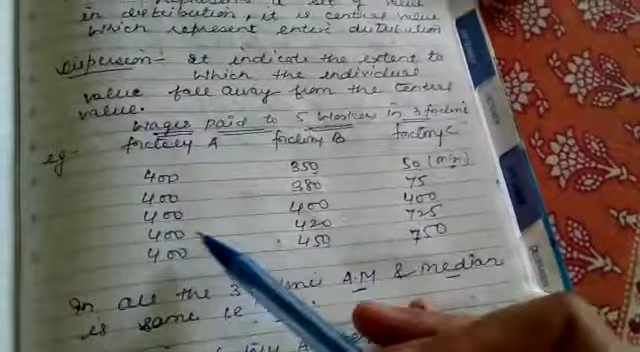 in distribution, it is central value
which represent entire distribution
Dispersion:- It indicate the extent to
which the individual
value fall away from the central
value.
Wages paid to 5 workers in 3
eg- factory A factory B factory C
400 350 50 (min)
400 380 75
400 400 400
400 420 725
400 450 750
In all the 3 A.M & median
is same ie